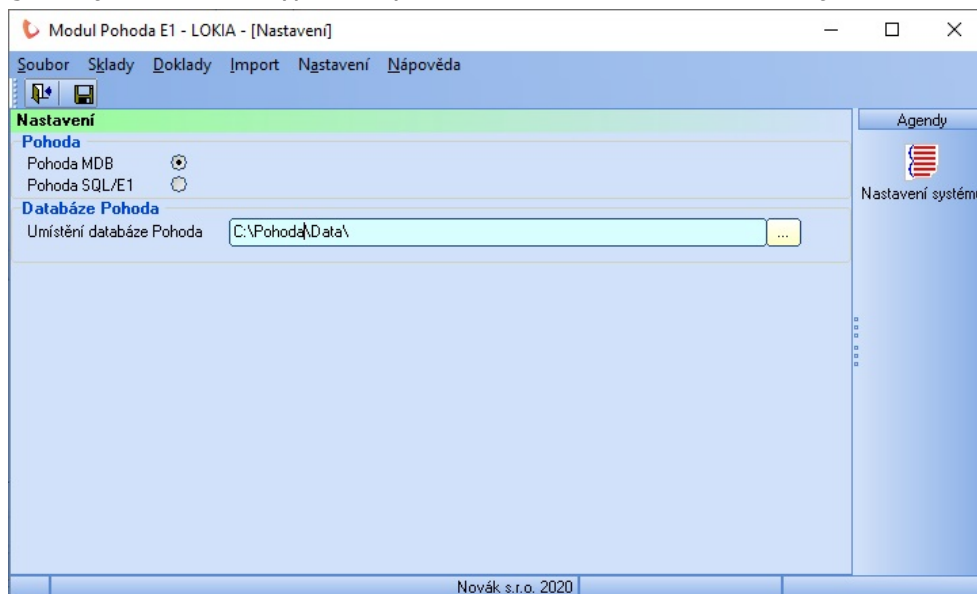 Modul Pohoda E1 - LOKIA - [Nastavení]
Soubor Sklady Doklady Import Nastavení Nápověda
Nastavení
Agendy
Pohoda
Pohoda MDB
Pohoda SQL/E1
Nastavení systém
Databáze Pohoda
Umístění databáze Pohoda C:\Pohoda\Data\ ...
Novák s.r.o. 2020